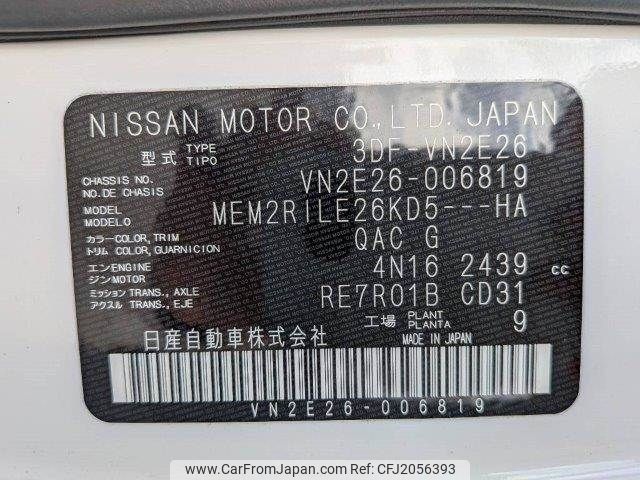 NISSAN MOTOR CO.,LTD. JAPAN
型式 TYPE TIPO 3DF-VN2E26
CHASSIS NO. NO.DE CHASIS VN2E26-006819
MODEL MODELO MEM2RILE26KD5---HA
カラー COLOR, TRIM トリム COLOR, GUARNICION QAC G
エンジン ENGINE MOTOR 4N16 2439 cc
ミッション TRANS., AXLE アクスル TRANS., EJE RE7R01B CD31
工場 PLANT PLANTA 9
日産自動車株式会社 MADE IN JAPAN
VN2E26-006819
www.CarFromJapan.com | Car No. CFJ2056393